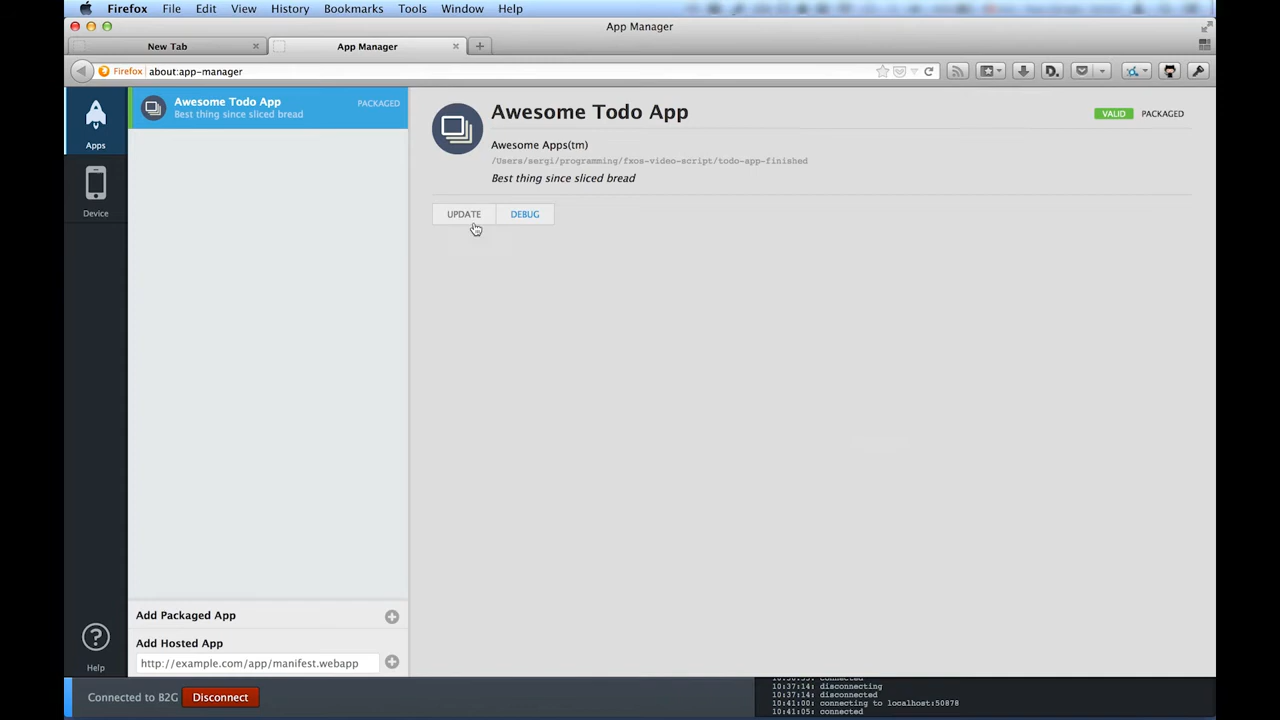 Firefox File Edit View History Bookmarks Tools Window Help
App Manager
New Tab
App Manager
Firefox about:app-manager
Apps
Device
Help
Awesome Todo App PACKAGED
Best thing since sliced bread
Awesome Todo App
VALID PACKAGED
Awesome Apps(tm)
/Users/sergi/programming/fxos-video-script/todo-app-finished
Best thing since sliced bread
UPDATE DEBUG
Add Packaged App
Add Hosted App
http://example.com/app/manifest.webapp
Connected to B2G Disconnect
10:37:14: disconnecting
10:37:14: disconnected
10:41:00: connecting to localhost:50878
10:41:05: connected